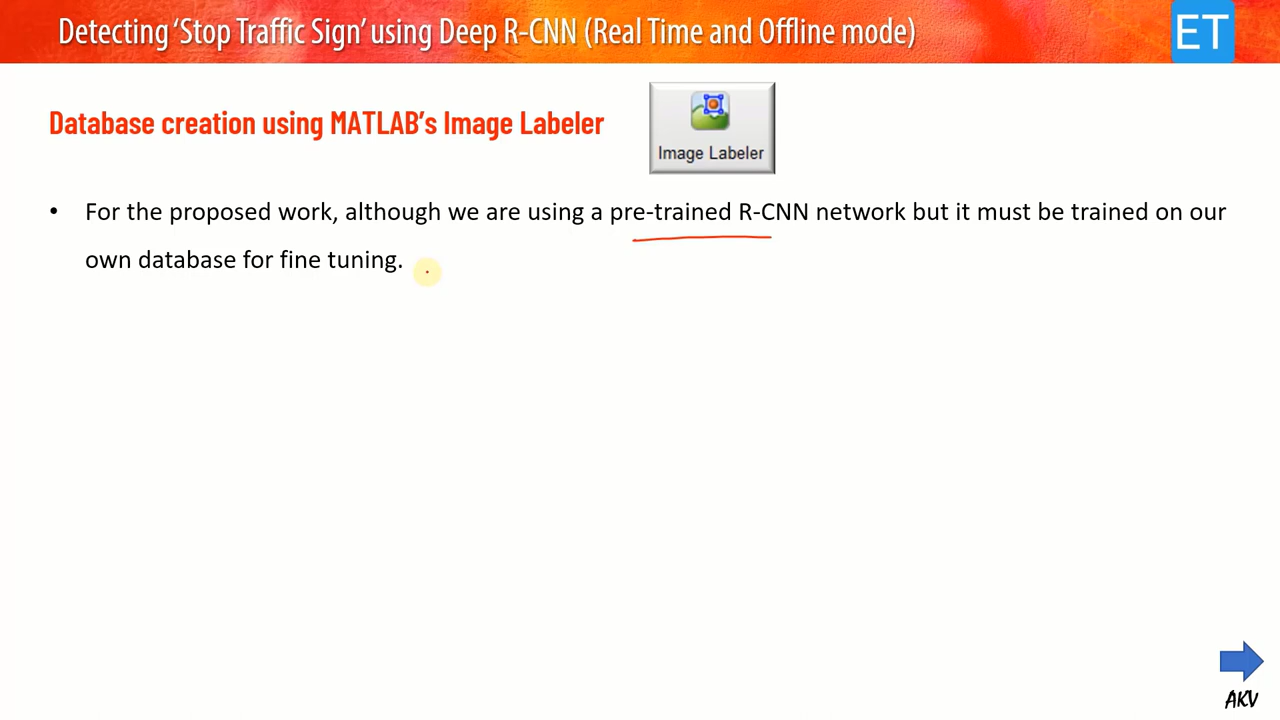 Detecting ‘Stop Traffic Sign’ using Deep R-CNN (Real Time and Offline mode)
ET
Database creation using MATLAB’s Image Labeler
Image Labeler
• For the proposed work, although we are using a pre-trained R-CNN network but it must be trained on our
own database for fine tuning.
AKV